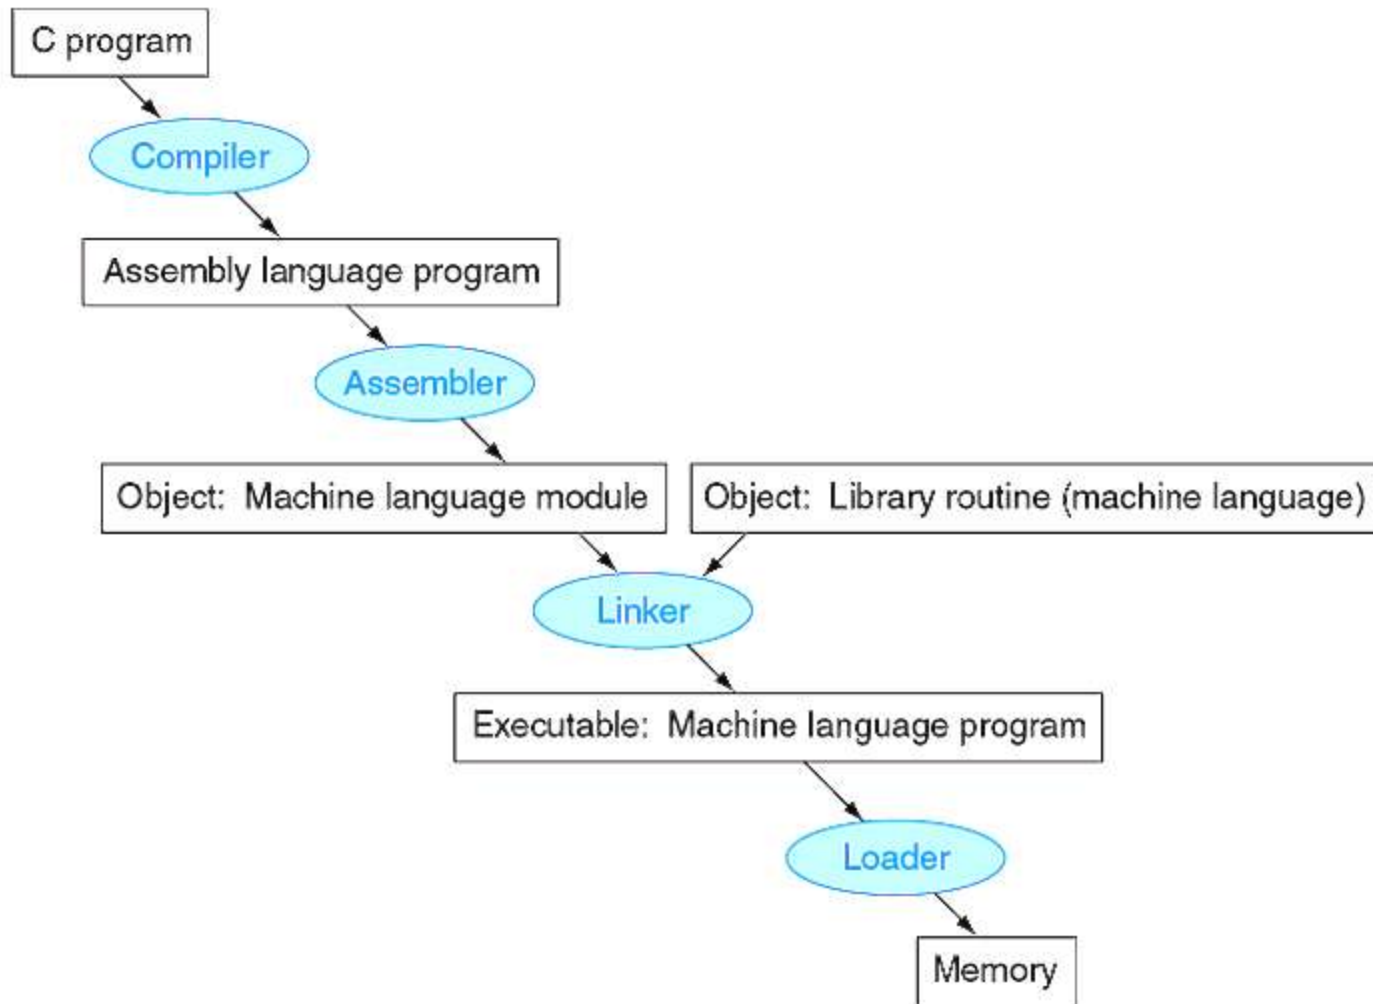 C program
Compiler
Assembly language program
Assembler
Object: Machine language module
Object: Library routine (machine language)
Linker
Executable: Machine language program
Loader
Memory